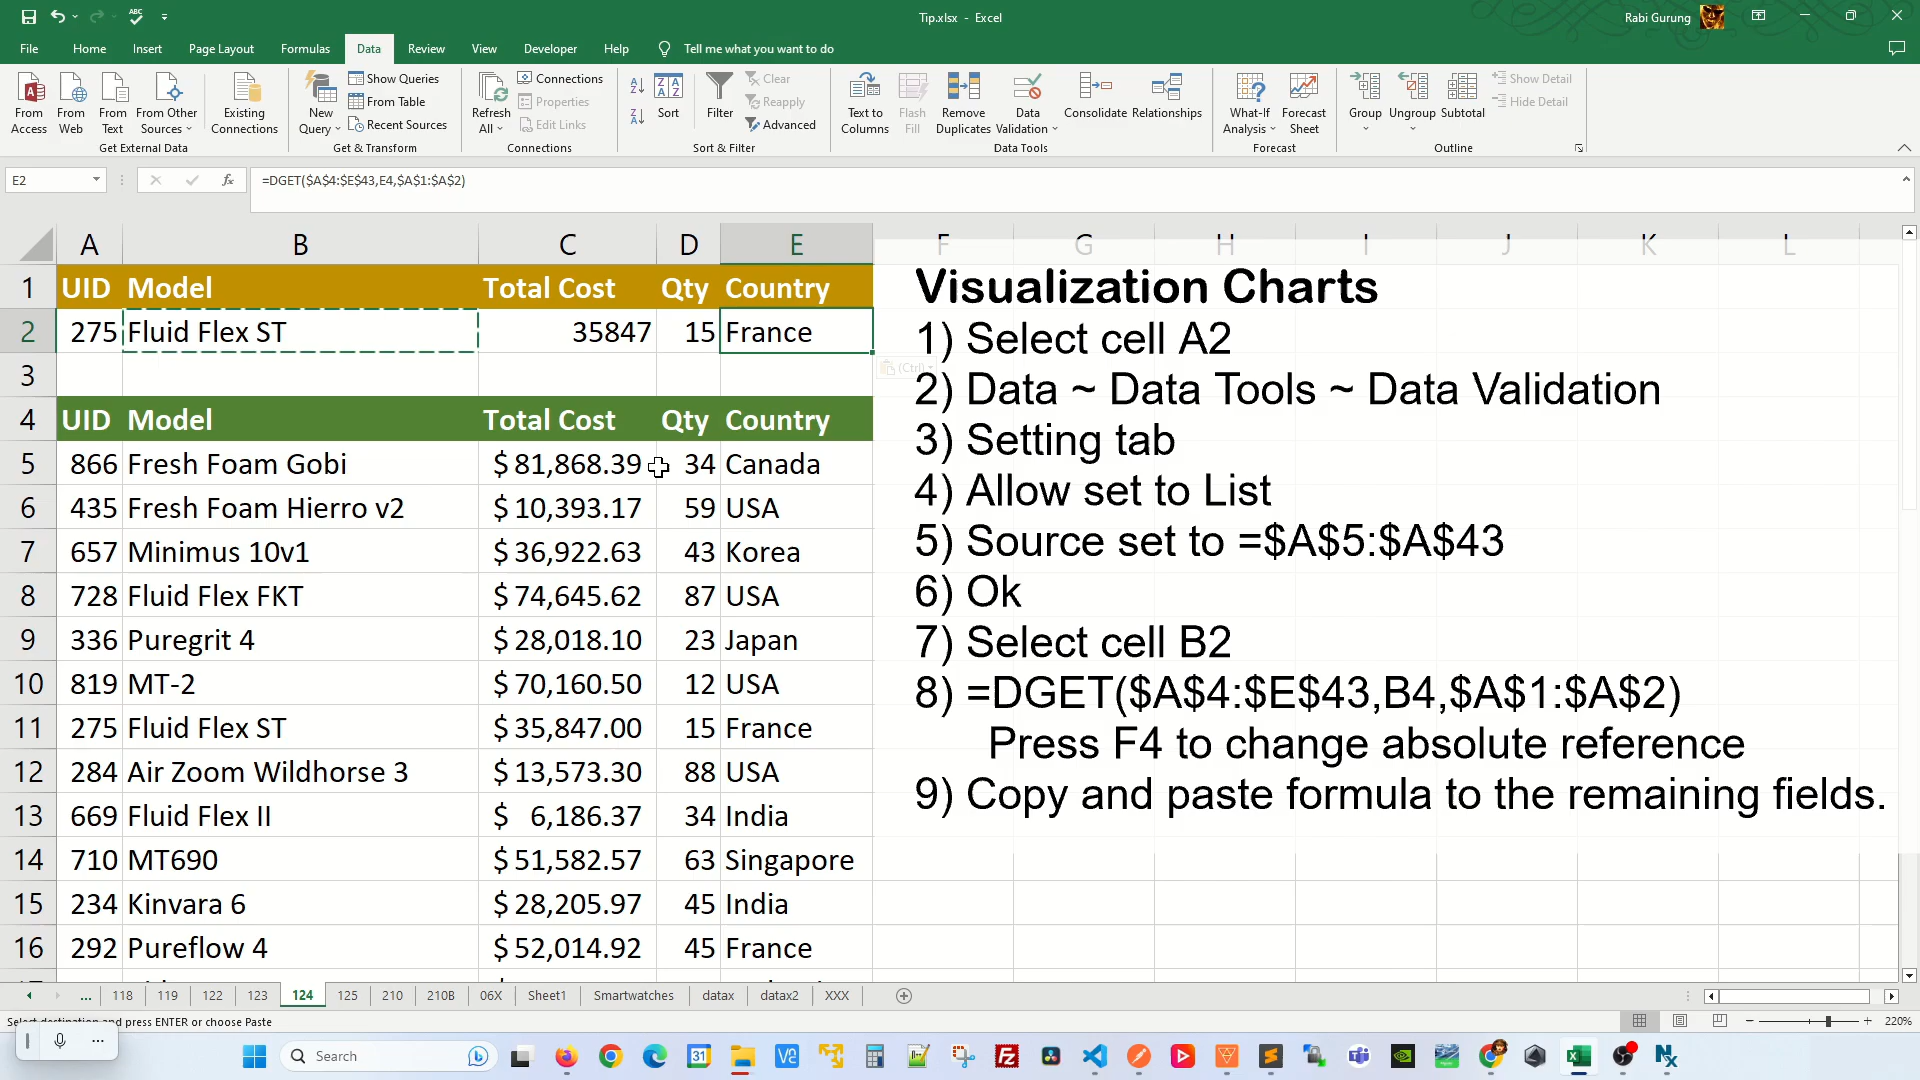 Tip.xlsx - Excel
Rabi Gurung
File Home Insert Page Layout Formulas Data Review View Developer Help Tell me what you want to do
From Access
From Web
From Text
From Other Sources
Existing Connections
Get External Data
New Query
Show Queries
From Table
Recent Sources
Get & Transform
Refresh All
Connections
Properties
Edit Links
Connections
Sort
Filter
Clear
Reapply
Advanced
Sort & Filter
Text to Columns
Flash Fill
Remove Duplicates
Data Validation
Consolidate
Relationships
Data Tools
What-If Analysis
Forecast Sheet
Forecast
Group
Ungroup
Subtotal
Show Detail
Hide Detail
Outline
E2 fx =DGET($A$4:$E$43,E4,$A$1:$A$2)
A B C D E F G H I J K L
1 UID Model Total Cost Qty Country
2 275 Fluid Flex ST 35847 15 France
3
(Ctrl)
4 UID Model Total Cost Qty Country
5 866 Fresh Foam Gobi $ 81,868.39 34 Canada
6 435 Fresh Foam Hierro v2 $ 10,393.17 59 USA
7 657 Minimus 10v1 $ 36,922.63 43 Korea
8 728 Fluid Flex FKT $ 74,645.62 87 USA
9 336 Puregrit 4 $ 28,018.10 23 Japan
10 819 MT-2 $ 70,160.50 12 USA
11 275 Fluid Flex ST $ 35,847.00 15 France
12 284 Air Zoom Wildhorse 3 $ 13,573.30 88 USA
13 669 Fluid Flex II $ 6,186.37 34 India
14 710 MT690 $ 51,582.57 63 Singapore
15 234 Kinvara 6 $ 28,205.97 45 India
16 292 Pureflow 4 $ 52,014.92 45 France
Visualization Charts
1) Select cell A2
2) Data ~ Data Tools ~ Data Validation
3) Setting tab
4) Allow set to List
5) Source set to =$A$5:$A$43
6) Ok
7) Select cell B2
8) =DGET($A$4:$E$43,B4,$A$1:$A$2)
Press F4 to change absolute reference
9) Copy and paste formula to the remaining fields.
... 118 119 122 123 124 125 210 210B 06X Sheet1 Smartwatches datax datax2 XXX
Select destination and press ENTER or choose Paste
220%
Search